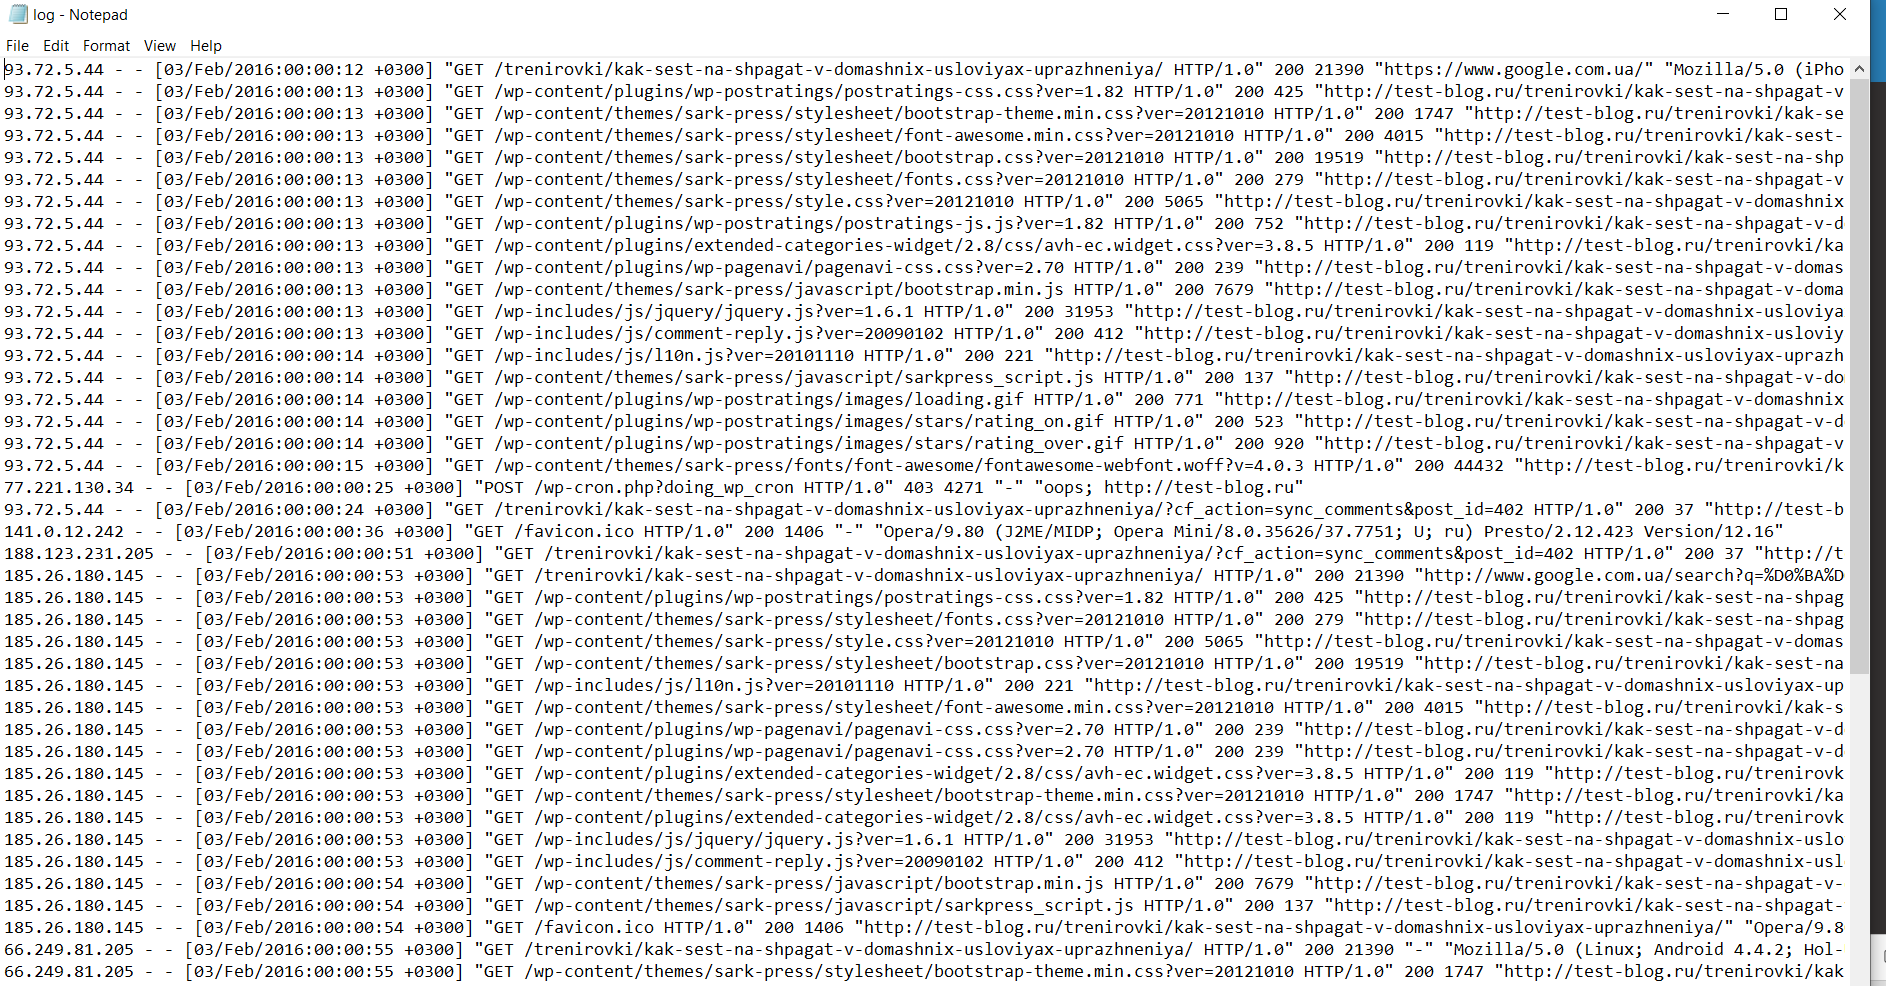 log - Notepad
File Edit Format View Help
93.72.5.44 - - [03/Feb/2016:00:00:12 +0300] "GET /trenirovki/kak-sest-na-shpagat-v-domashnix-usloviyax-uprazhneniya/ HTTP/1.0" 200 21390 "https://www.google.com.ua/" "Mozilla/5.0 (iPho
93.72.5.44 - - [03/Feb/2016:00:00:13 +0300] "GET /wp-content/plugins/wp-postratings/postratings-css.css?ver=1.82 HTTP/1.0" 200 425 "http://test-blog.ru/trenirovki/kak-sest-na-shpagat-v
93.72.5.44 - - [03/Feb/2016:00:00:13 +0300] "GET /wp-content/themes/sark-press/stylesheet/bootstrap-theme.min.css?ver=20121010 HTTP/1.0" 200 1747 "http://test-blog.ru/trenirovki/kak-se
93.72.5.44 - - [03/Feb/2016:00:00:13 +0300] "GET /wp-content/themes/sark-press/stylesheet/font-awesome.min.css?ver=20121010 HTTP/1.0" 200 4015 "http://test-blog.ru/trenirovki/kak-sest-
93.72.5.44 - - [03/Feb/2016:00:00:13 +0300] "GET /wp-content/themes/sark-press/stylesheet/bootstrap.css?ver=20121010 HTTP/1.0" 200 19519 "http://test-blog.ru/trenirovki/kak-sest-na-shp
93.72.5.44 - - [03/Feb/2016:00:00:13 +0300] "GET /wp-content/themes/sark-press/stylesheet/fonts.css?ver=20121010 HTTP/1.0" 200 279 "http://test-blog.ru/trenirovki/kak-sest-na-shpagat-v
93.72.5.44 - - [03/Feb/2016:00:00:13 +0300] "GET /wp-content/themes/sark-press/style.css?ver=20121010 HTTP/1.0" 200 5065 "http://test-blog.ru/trenirovki/kak-sest-na-shpagat-v-domashnix
93.72.5.44 - - [03/Feb/2016:00:00:13 +0300] "GET /wp-content/plugins/wp-postratings/postratings-js.js?ver=1.82 HTTP/1.0" 200 752 "http://test-blog.ru/trenirovki/kak-sest-na-shpagat-v-d
93.72.5.44 - - [03/Feb/2016:00:00:13 +0300] "GET /wp-content/plugins/extended-categories-widget/2.8/css/avh-ec.widget.css?ver=3.8.5 HTTP/1.0" 200 119 "http://test-blog.ru/trenirovki/ka
93.72.5.44 - - [03/Feb/2016:00:00:13 +0300] "GET /wp-content/plugins/wp-pagenavi/pagenavi-css.css?ver=2.70 HTTP/1.0" 200 239 "http://test-blog.ru/trenirovki/kak-sest-na-shpagat-v-domas
93.72.5.44 - - [03/Feb/2016:00:00:13 +0300] "GET /wp-content/themes/sark-press/javascript/bootstrap.min.js HTTP/1.0" 200 7679 "http://test-blog.ru/trenirovki/kak-sest-na-shpagat-v-doma
93.72.5.44 - - [03/Feb/2016:00:00:13 +0300] "GET /wp-includes/js/jquery/jquery.js?ver=1.6.1 HTTP/1.0" 200 31953 "http://test-blog.ru/trenirovki/kak-sest-na-shpagat-v-domashnix-usloviya
93.72.5.44 - - [03/Feb/2016:00:00:13 +0300] "GET /wp-includes/js/comment-reply.js?ver=20090102 HTTP/1.0" 200 412 "http://test-blog.ru/trenirovki/kak-sest-na-shpagat-v-domashnix-usloviy
93.72.5.44 - - [03/Feb/2016:00:00:14 +0300] "GET /wp-includes/js/l10n.js?ver=20101110 HTTP/1.0" 200 221 "http://test-blog.ru/trenirovki/kak-sest-na-shpagat-v-domashnix-usloviyax-uprazh
93.72.5.44 - - [03/Feb/2016:00:00:14 +0300] "GET /wp-content/themes/sark-press/javascript/sarkpress_script.js HTTP/1.0" 200 137 "http://test-blog.ru/trenirovki/kak-sest-na-shpagat-v-do
93.72.5.44 - - [03/Feb/2016:00:00:14 +0300] "GET /wp-content/plugins/wp-postratings/images/loading.gif HTTP/1.0" 200 771 "http://test-blog.ru/trenirovki/kak-sest-na-shpagat-v-domashnix
93.72.5.44 - - [03/Feb/2016:00:00:14 +0300] "GET /wp-content/plugins/wp-postratings/images/stars/rating_on.gif HTTP/1.0" 200 523 "http://test-blog.ru/trenirovki/kak-sest-na-shpagat-v-d
93.72.5.44 - - [03/Feb/2016:00:00:14 +0300] "GET /wp-content/plugins/wp-postratings/images/stars/rating_over.gif HTTP/1.0" 200 920 "http://test-blog.ru/trenirovki/kak-sest-na-shpagat-v
93.72.5.44 - - [03/Feb/2016:00:00:15 +0300] "GET /wp-content/themes/sark-press/fonts/font-awesome/fontawesome-webfont.woff?v=4.0.3 HTTP/1.0" 200 44432 "http://test-blog.ru/trenirovki/k
77.221.130.34 - - [03/Feb/2016:00:00:25 +0300] "POST /wp-cron.php?doing_wp_cron HTTP/1.0" 403 4271 "-" "oops; http://test-blog.ru"
93.72.5.44 - - [03/Feb/2016:00:00:24 +0300] "GET /trenirovki/kak-sest-na-shpagat-v-domashnix-usloviyax-uprazhneniya/?cf_action=sync_comments&post_id=402 HTTP/1.0" 200 37 "http://test-b
141.0.12.242 - - [03/Feb/2016:00:00:36 +0300] "GET /favicon.ico HTTP/1.0" 200 1406 "-" "Opera/9.80 (J2ME/MIDP; Opera Mini/8.0.35626/37.7751; U; ru) Presto/2.12.423 Version/12.16"
188.123.231.205 - - [03/Feb/2016:00:00:51 +0300] "GET /trenirovki/kak-sest-na-shpagat-v-domashnix-usloviyax-uprazhneniya/?cf_action=sync_comments&post_id=402 HTTP/1.0" 200 37 "http://t
185.26.180.145 - - [03/Feb/2016:00:00:53 +0300] "GET /trenirovki/kak-sest-na-shpagat-v-domashnix-usloviyax-uprazhneniya/ HTTP/1.0" 200 21390 "http://www.google.com.ua/search?q=%D0%BA%D
185.26.180.145 - - [03/Feb/2016:00:00:53 +0300] "GET /wp-content/plugins/wp-postratings/postratings-css.css?ver=1.82 HTTP/1.0" 200 425 "http://test-blog.ru/trenirovki/kak-sest-na-shpag
185.26.180.145 - - [03/Feb/2016:00:00:53 +0300] "GET /wp-content/themes/sark-press/stylesheet/fonts.css?ver=20121010 HTTP/1.0" 200 279 "http://test-blog.ru/trenirovki/kak-sest-na-shpag
185.26.180.145 - - [03/Feb/2016:00:00:53 +0300] "GET /wp-content/themes/sark-press/style.css?ver=20121010 HTTP/1.0" 200 5065 "http://test-blog.ru/trenirovki/kak-sest-na-shpagat-v-domas
185.26.180.145 - - [03/Feb/2016:00:00:53 +0300] "GET /wp-content/themes/sark-press/stylesheet/bootstrap.css?ver=20121010 HTTP/1.0" 200 19519 "http://test-blog.ru/trenirovki/kak-sest-na
185.26.180.145 - - [03/Feb/2016:00:00:53 +0300] "GET /wp-includes/js/l10n.js?ver=20101110 HTTP/1.0" 200 221 "http://test-blog.ru/trenirovki/kak-sest-na-shpagat-v-domashnix-usloviyax-up
185.26.180.145 - - [03/Feb/2016:00:00:53 +0300] "GET /wp-content/themes/sark-press/stylesheet/font-awesome.min.css?ver=20121010 HTTP/1.0" 200 4015 "http://test-blog.ru/trenirovki/kak-s
185.26.180.145 - - [03/Feb/2016:00:00:53 +0300] "GET /wp-content/plugins/wp-pagenavi/pagenavi-css.css?ver=2.70 HTTP/1.0" 200 239 "http://test-blog.ru/trenirovki/kak-sest-na-shpagat-v-d
185.26.180.145 - - [03/Feb/2016:00:00:53 +0300] "GET /wp-content/plugins/wp-pagenavi/pagenavi-css.css?ver=2.70 HTTP/1.0" 200 239 "http://test-blog.ru/trenirovki/kak-sest-na-shpagat-v-d
185.26.180.145 - - [03/Feb/2016:00:00:53 +0300] "GET /wp-content/plugins/extended-categories-widget/2.8/css/avh-ec.widget.css?ver=3.8.5 HTTP/1.0" 200 119 "http://test-blog.ru/trenirovk
185.26.180.145 - - [03/Feb/2016:00:00:53 +0300] "GET /wp-content/themes/sark-press/stylesheet/bootstrap-theme.min.css?ver=20121010 HTTP/1.0" 200 1747 "http://test-blog.ru/trenirovki/ka
185.26.180.145 - - [03/Feb/2016:00:00:53 +0300] "GET /wp-content/plugins/extended-categories-widget/2.8/css/avh-ec.widget.css?ver=3.8.5 HTTP/1.0" 200 119 "http://test-blog.ru/trenirovk
185.26.180.145 - - [03/Feb/2016:00:00:53 +0300] "GET /wp-includes/js/jquery/jquery.js?ver=1.6.1 HTTP/1.0" 200 31953 "http://test-blog.ru/trenirovki/kak-sest-na-shpagat-v-domashnix-uslo
185.26.180.145 - - [03/Feb/2016:00:00:53 +0300] "GET /wp-includes/js/comment-reply.js?ver=20090102 HTTP/1.0" 200 412 "http://test-blog.ru/trenirovki/kak-sest-na-shpagat-v-domashnix-usl
185.26.180.145 - - [03/Feb/2016:00:00:54 +0300] "GET /wp-content/themes/sark-press/javascript/bootstrap.min.js HTTP/1.0" 200 7679 "http://test-blog.ru/trenirovki/kak-sest-na-shpagat-v-
185.26.180.145 - - [03/Feb/2016:00:00:54 +0300] "GET /wp-content/themes/sark-press/javascript/sarkpress_script.js HTTP/1.0" 200 137 "http://test-blog.ru/trenirovki/kak-sest-na-shpagat-
185.26.180.145 - - [03/Feb/2016:00:00:54 +0300] "GET /favicon.ico HTTP/1.0" 200 1406 "http://test-blog.ru/trenirovki/kak-sest-na-shpagat-v-domashnix-usloviyax-uprazhneniya/" "Opera/9.8
66.249.81.205 - - [03/Feb/2016:00:00:55 +0300] "GET /trenirovki/kak-sest-na-shpagat-v-domashnix-usloviyax-uprazhneniya/ HTTP/1.0" 200 21390 "-" "Mozilla/5.0 (Linux; Android 4.4.2; Hol-
66.249.81.205 - - [03/Feb/2016:00:00:55 +0300] "GET /wp-content/themes/sark-press/stylesheet/bootstrap-theme.min.css?ver=20121010 HTTP/1.0" 200 1747 "http://test-blog.ru/trenirovki/kak